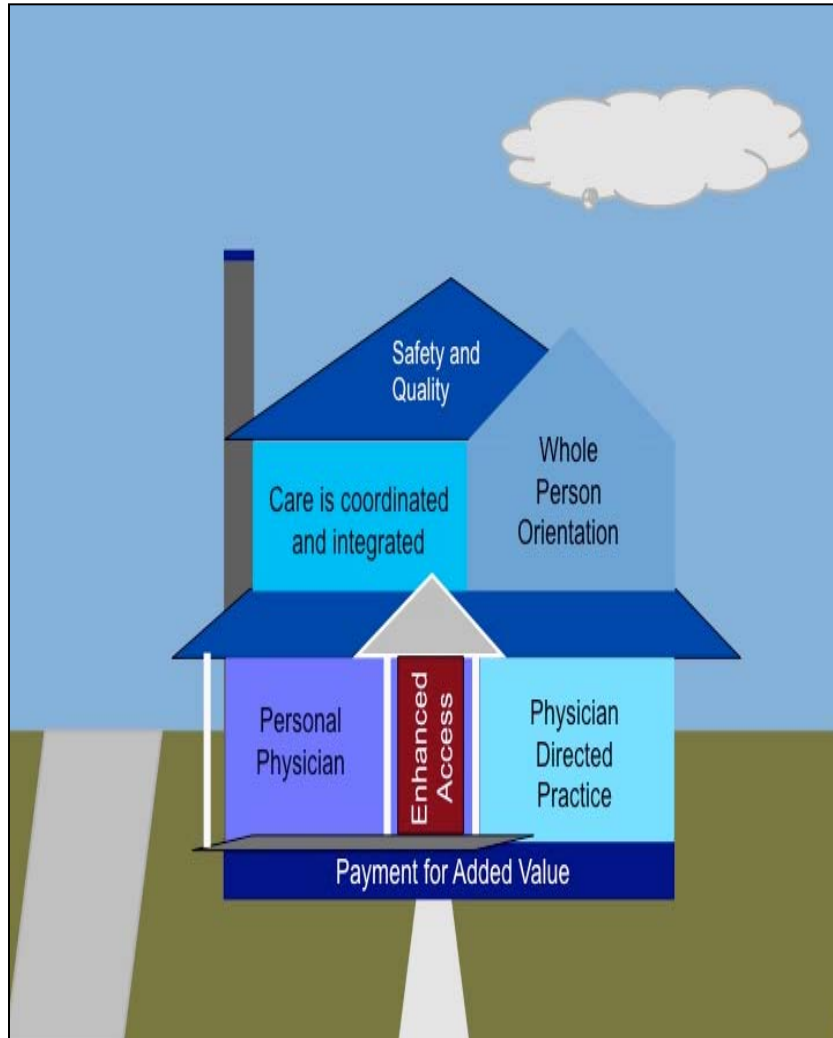 Safety and
Quality
Care is coordinated
and integrated
Whole
Person
Orientation
Personal
Physician
Enhanced
Access
Physician
Directed
Practice
Payment for Added Value